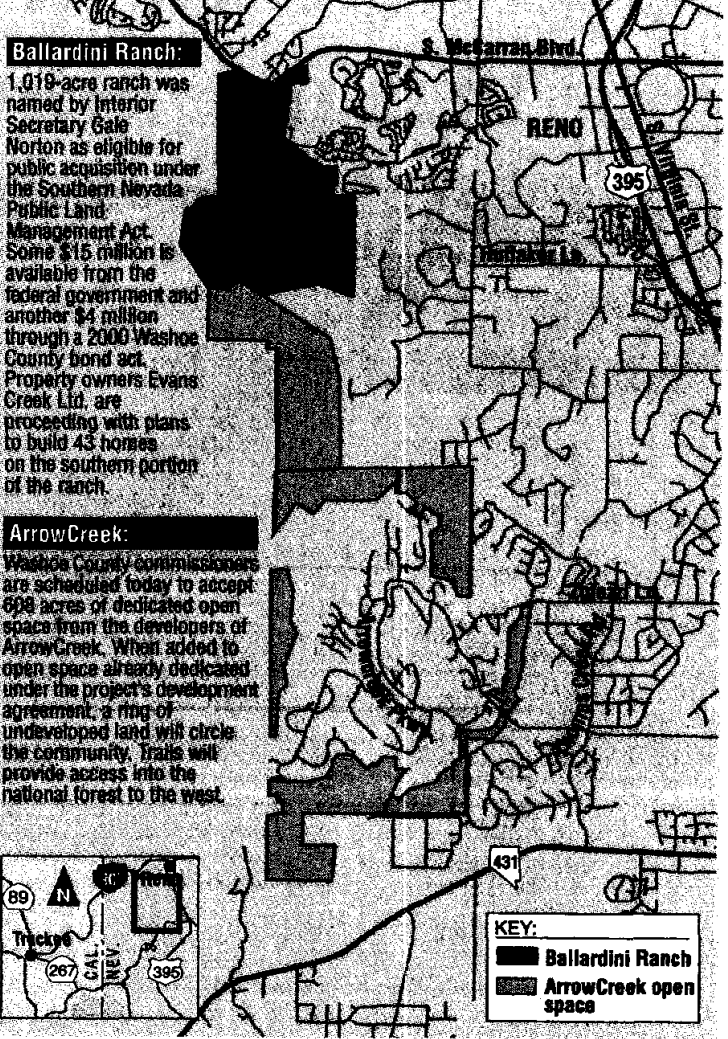 Ballardini Ranch:
1,019-acre ranch was
named by Interior
Secretary Gale
Norton as eligible for
public acquisition under
the Southern Nevada
Public Land
Management Act.
Some $15 million is
available from the
federal government and
another $4 million
through a 2000 Washoe
County bond act.
Property owners Evans
Creek Ltd. are
proceeding with plans
to build 43 homes
on the southern portion
of the ranch.
ArrowCreek:
Washoe County commissioners
are scheduled today to accept
608 acres of dedicated open
space from the developers of
ArrowCreek. When added to
open space already dedicated
under the project's development
agreement, a ring of
undeveloped land will circle
the community. Trails will
provide access into the
national forest to the west.
S. McCarran Blvd.
RENO
395
S. Virginia St.
Huffaker Ln.
Zolezzi Ln.
Arrowcreek Pkwy.
Thomas Creek Rd.
431
89
N
80
Reno
Truckee
267
CAL.
NEV.
395
KEY:
Ballardini Ranch
ArrowCreek open
space